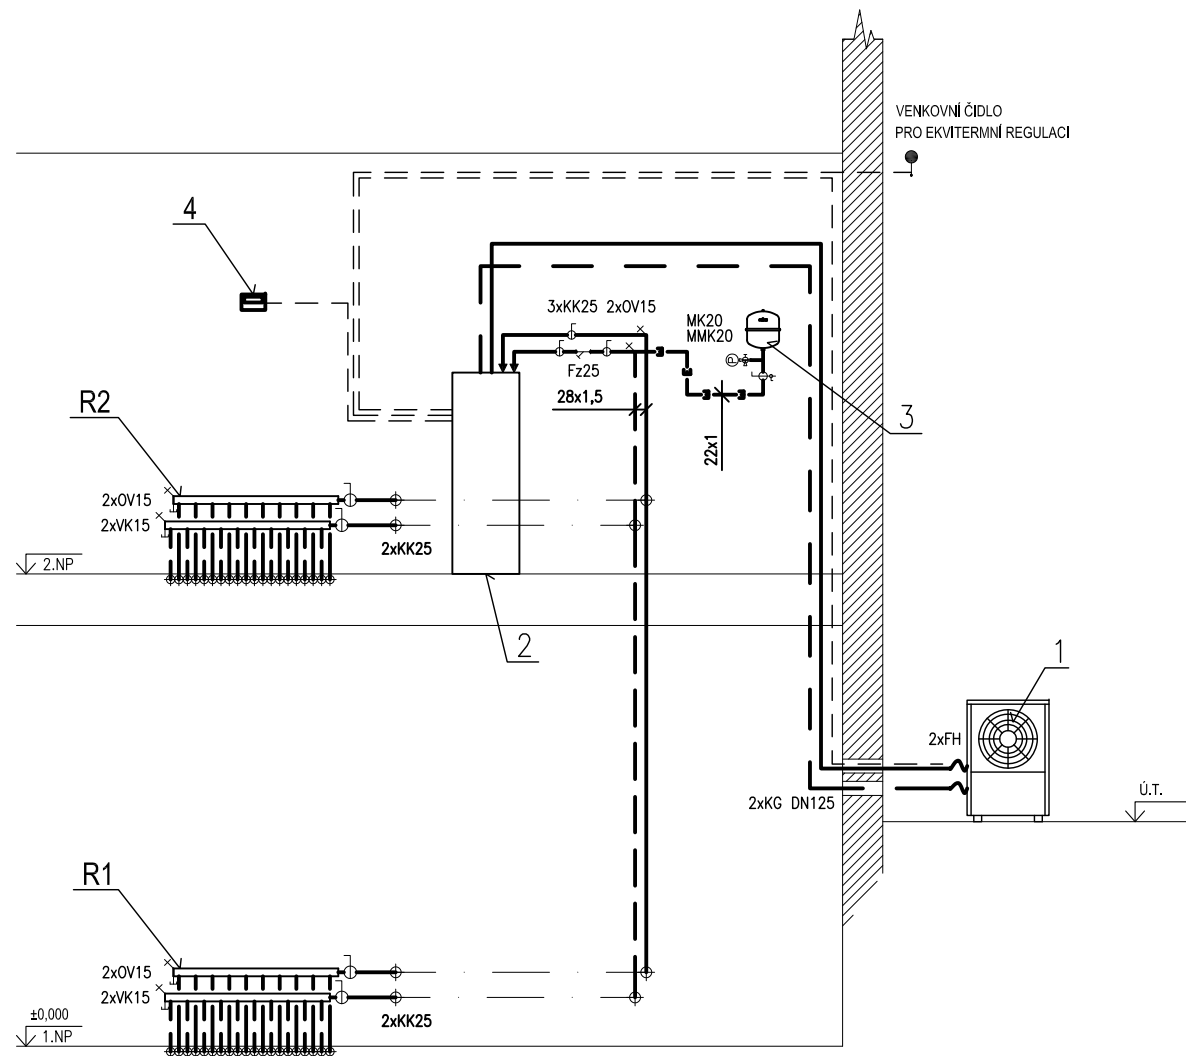 VENKOVNÍ ČIDLO
PRO EKVITERMNÍ REGULACI
4
3xKK25 2xOV15
MK20
MMK20
P
Fz25
28x1,5
22x1
3
R2
2xOV15
2xVK15
2xKK25
2.NP
2
1
2xFH
2xKG DN125
Ú.T.
R1
2xOV15
2xVK15
2xKK25
±0,000
1.NP